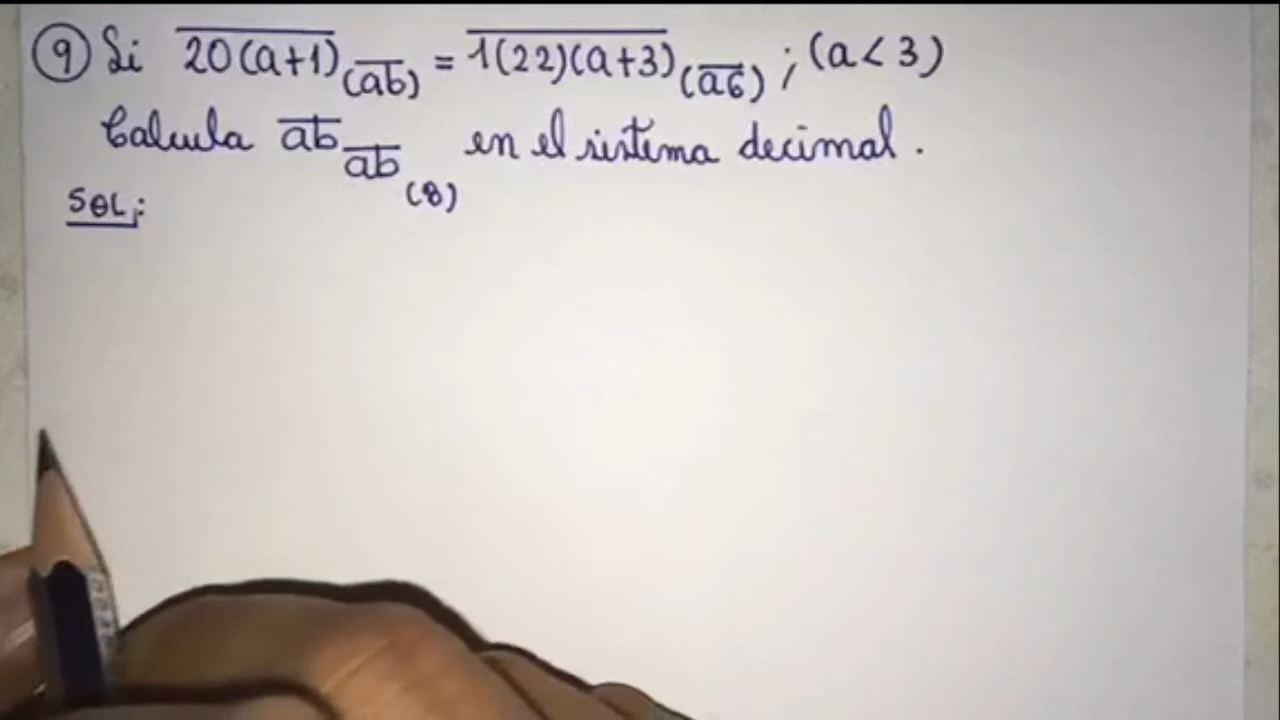 9 Si 20(a+1)(ab) = 1(22)(a+3)(a6) ; (a<3)
Calcula ab ab (8) en el sistema decimal.
SOL: